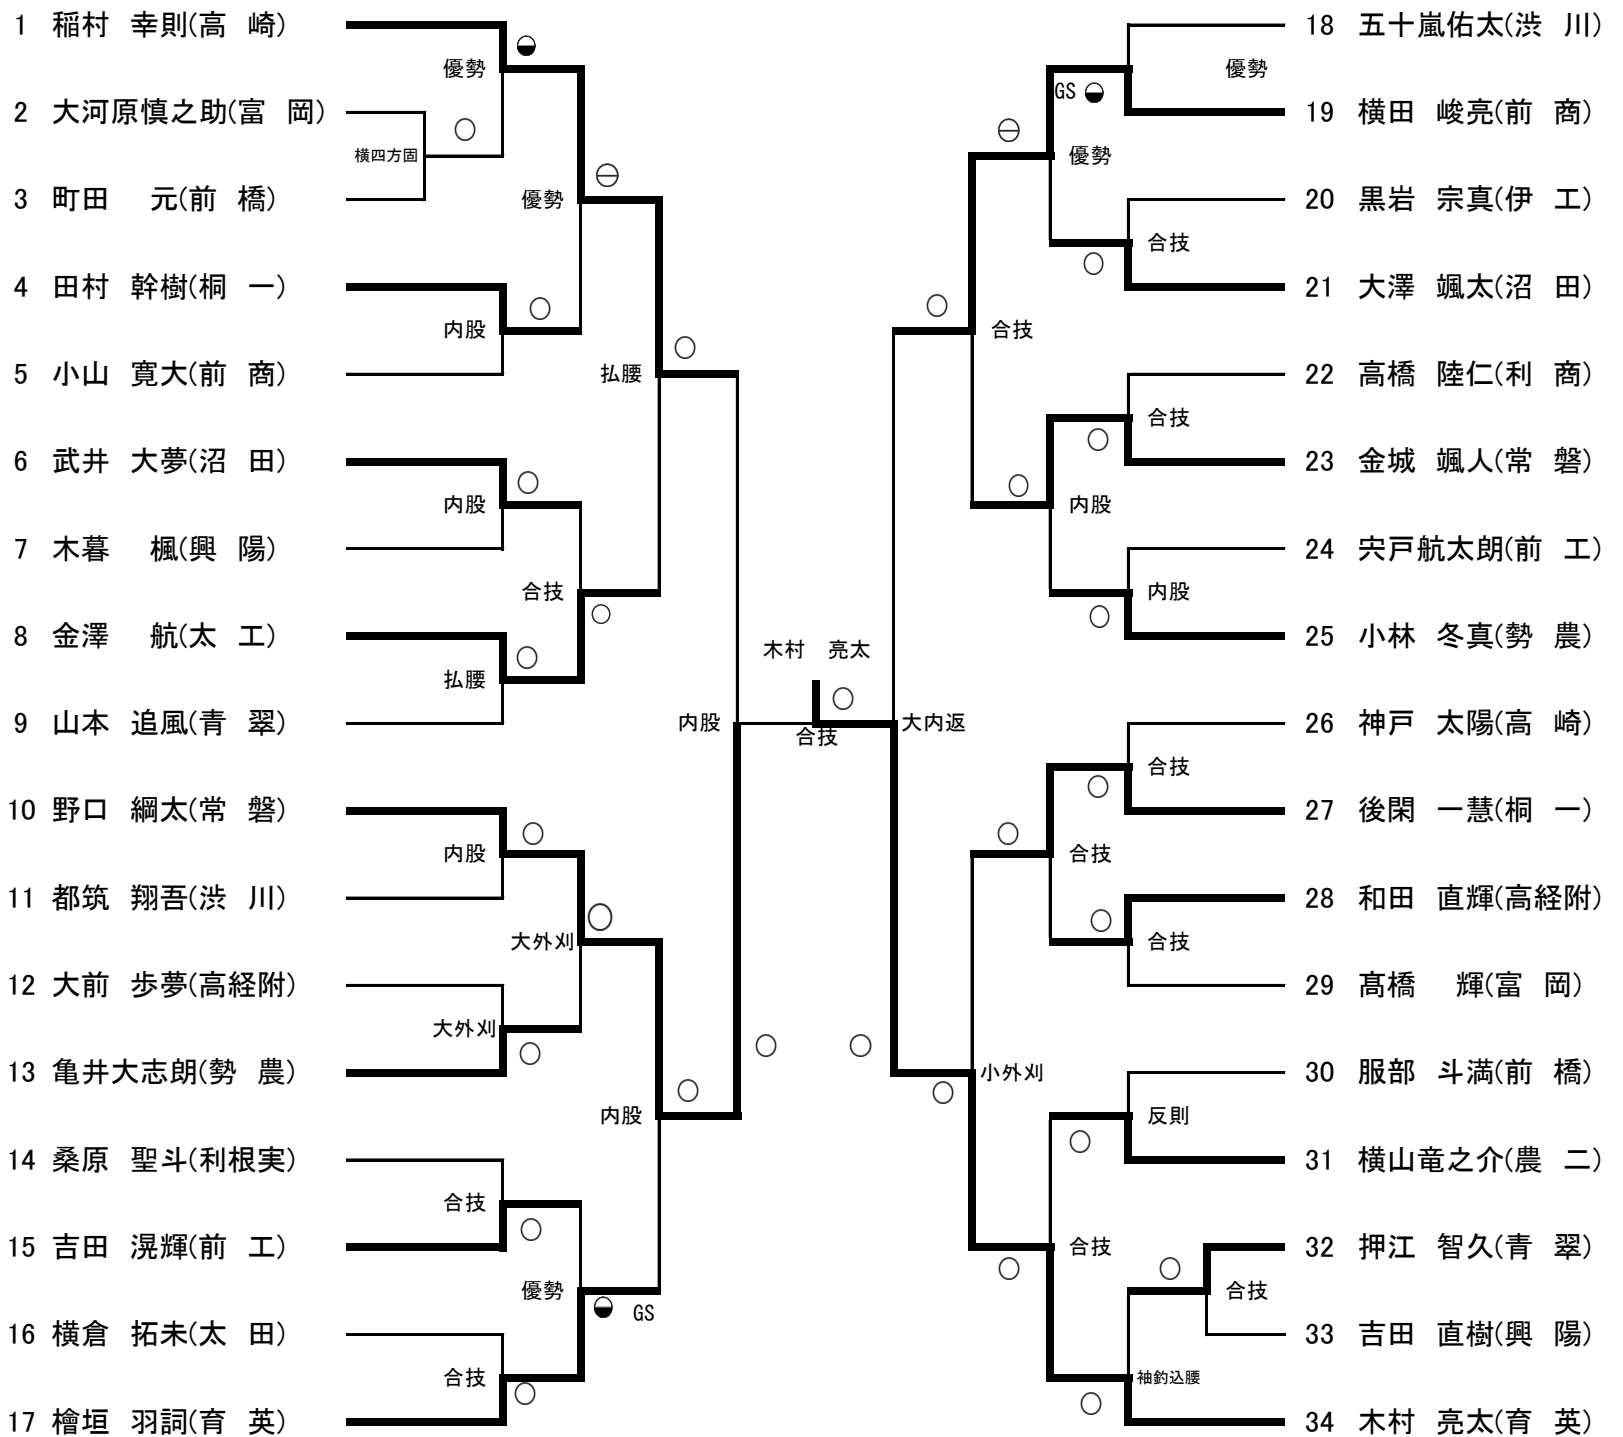 1 稲村 幸則(高 崎)
2 大河原慎之助(富 岡)
3 町田 元(前 橋)
4 田村 幹樹(桐 一)
5 小山 寛大(前 商)
6 武井 大夢(沼 田)
7 木暮 楓(興 陽)
8 金澤 航(太 工)
9 山本 追風(青 翠)
10 野口 綱太(常 磐)
11 都筑 翔吾(渋 川)
12 大前 歩夢(高経附)
13 亀井大志朗(勢 農)
14 桑原 聖斗(利根実)
15 吉田 滉輝(前 工)
16 横倉 拓未(太 田)
17 檜垣 羽詞(育 英)
優勢
横四方固
内股
内股
払腰
内股
大外刈
合技
合技
優勢
合技
大外刈
優勢
GS
払腰
内股
内股
木村 亮太
合技
大内返
合技
小外刈
優勢
内股
合技
合技
GS
優勢
合技
合技
内股
合技
合技
反則
合技
袖釣込腰
18 五十嵐佑太(渋 川)
19 横田 峻亮(前 商)
20 黒岩 宗真(伊 工)
21 大澤 颯太(沼 田)
22 高橋 陸仁(利 商)
23 金城 颯人(常 磐)
24 宍戸航太朗(前 工)
25 小林 冬真(勢 農)
26 神戸 太陽(高 崎)
27 後閑 一慧(桐 一)
28 和田 直輝(高経附)
29 髙橋 輝(富 岡)
30 服部 斗満(前 橋)
31 横山竜之介(農 二)
32 押江 智久(青 翠)
33 吉田 直樹(興 陽)
34 木村 亮太(育 英)